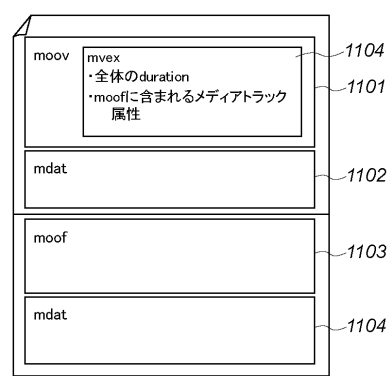 moov
mvex
・全体のduration
・moofに含まれるメディアトラック
属性
1104
1101
mdat
1102
moof
1103
mdat
1104